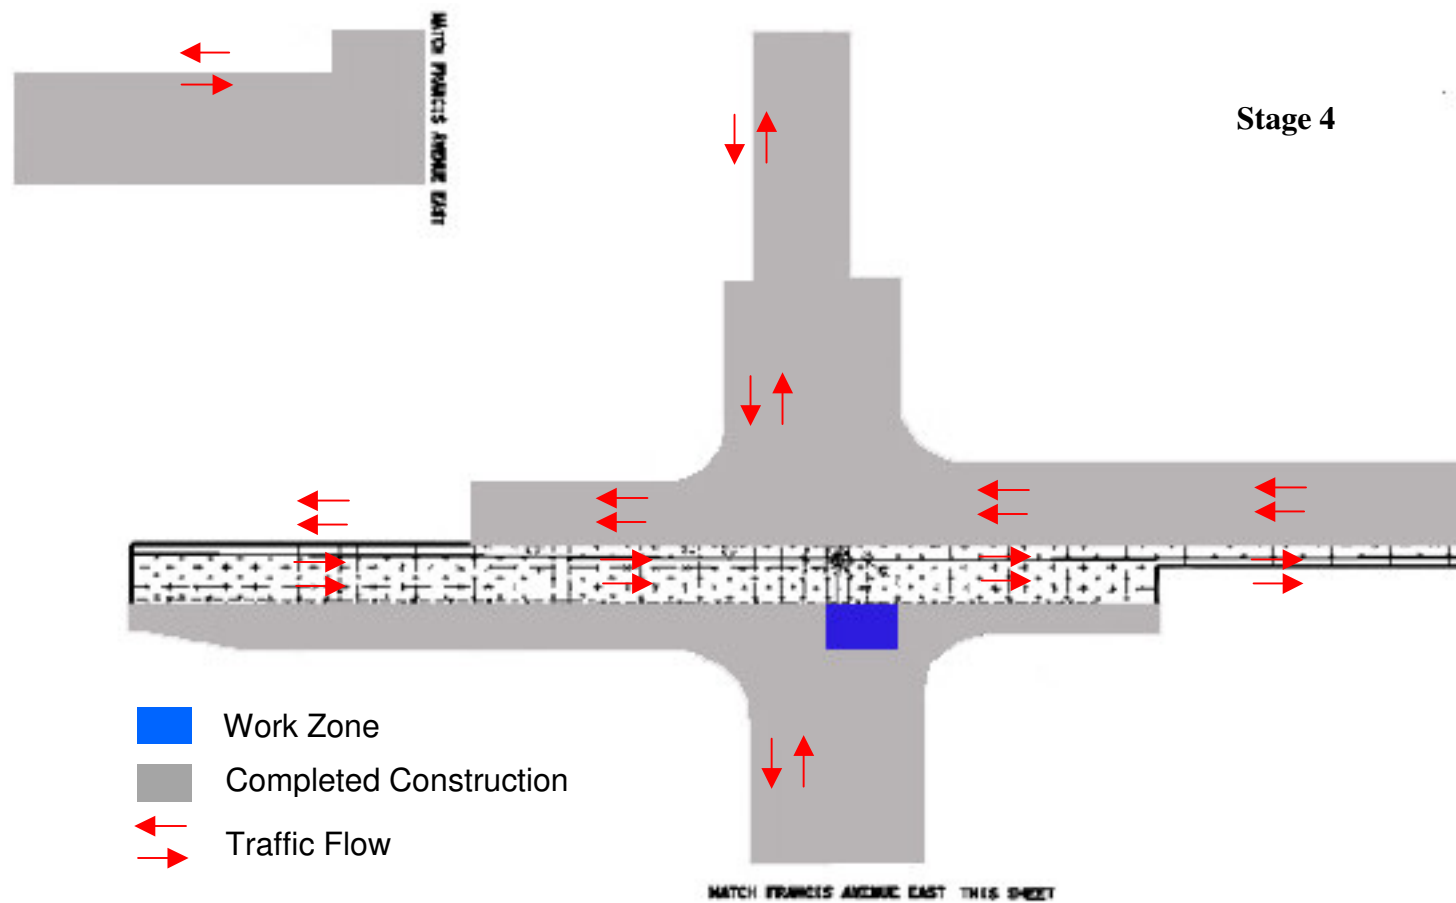 MATCH FRANCIS AVENUE EAST
Stage 4
Work Zone
Completed Construction
Traffic Flow
MATCH FRANCIS AVENUE EAST THIS SHEET